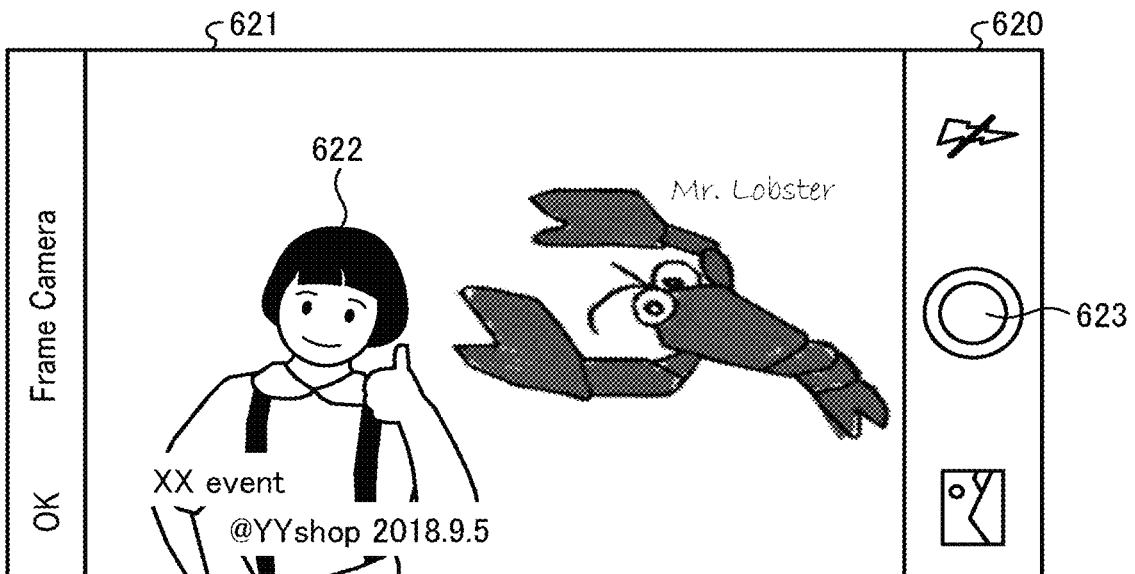 621
620
622
Mr. Lobster
Frame Camera
623
XX event
OK
@YYshop 2018.9.5